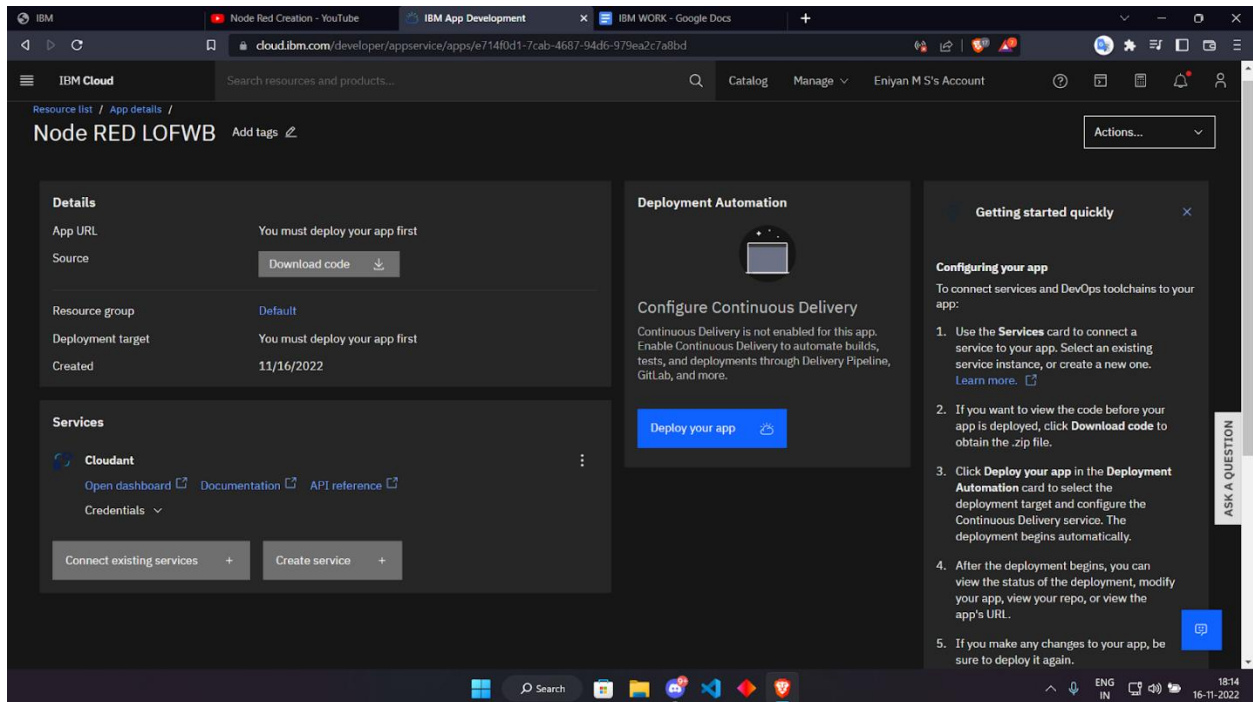 IBM
Node Red Creation - YouTube
IBM App Development
IBM WORK - Google Docs
cloud.ibm.com/developer/appservice/apps/e714f0d1-7cab-4687-94d6-979ea2c7a8bd
IBM Cloud
Search resources and products...
Catalog
Manage
Eniyan M S's Account
Resource list / App details /
Node RED LOFWB
Add tags
Actions...
Details
App URL
You must deploy your app first
Source
Download code
Resource group
Default
Deployment target
You must deploy your app first
Created
11/16/2022
Services
Cloudant
Open dashboard
Documentation
API reference
Credentials
Connect existing services +
Create service +
Deployment Automation
Configure Continuous Delivery
Continuous Delivery is not enabled for this app.
Enable Continuous Delivery to automate builds,
tests, and deployments through Delivery Pipeline,
GitLab, and more.
Deploy your app
Getting started quickly
Configuring your app
To connect services and DevOps toolchains to your
app:
1. Use the Services card to connect a
service to your app. Select an existing
service instance, or create a new one.
Learn more.
2. If you want to view the code before your
app is deployed, click Download code to
obtain the .zip file.
3. Click Deploy your app in the Deployment
Automation card to select the
deployment target and configure the
Continuous Delivery service. The
deployment begins automatically.
4. After the deployment begins, you can
view the status of the deployment, modify
your app, view your repo, or view the
app's URL.
5. If you make any changes to your app, be
sure to deploy it again.
ASK A QUESTION
Search
ENG
IN
18:14
16-11-2022